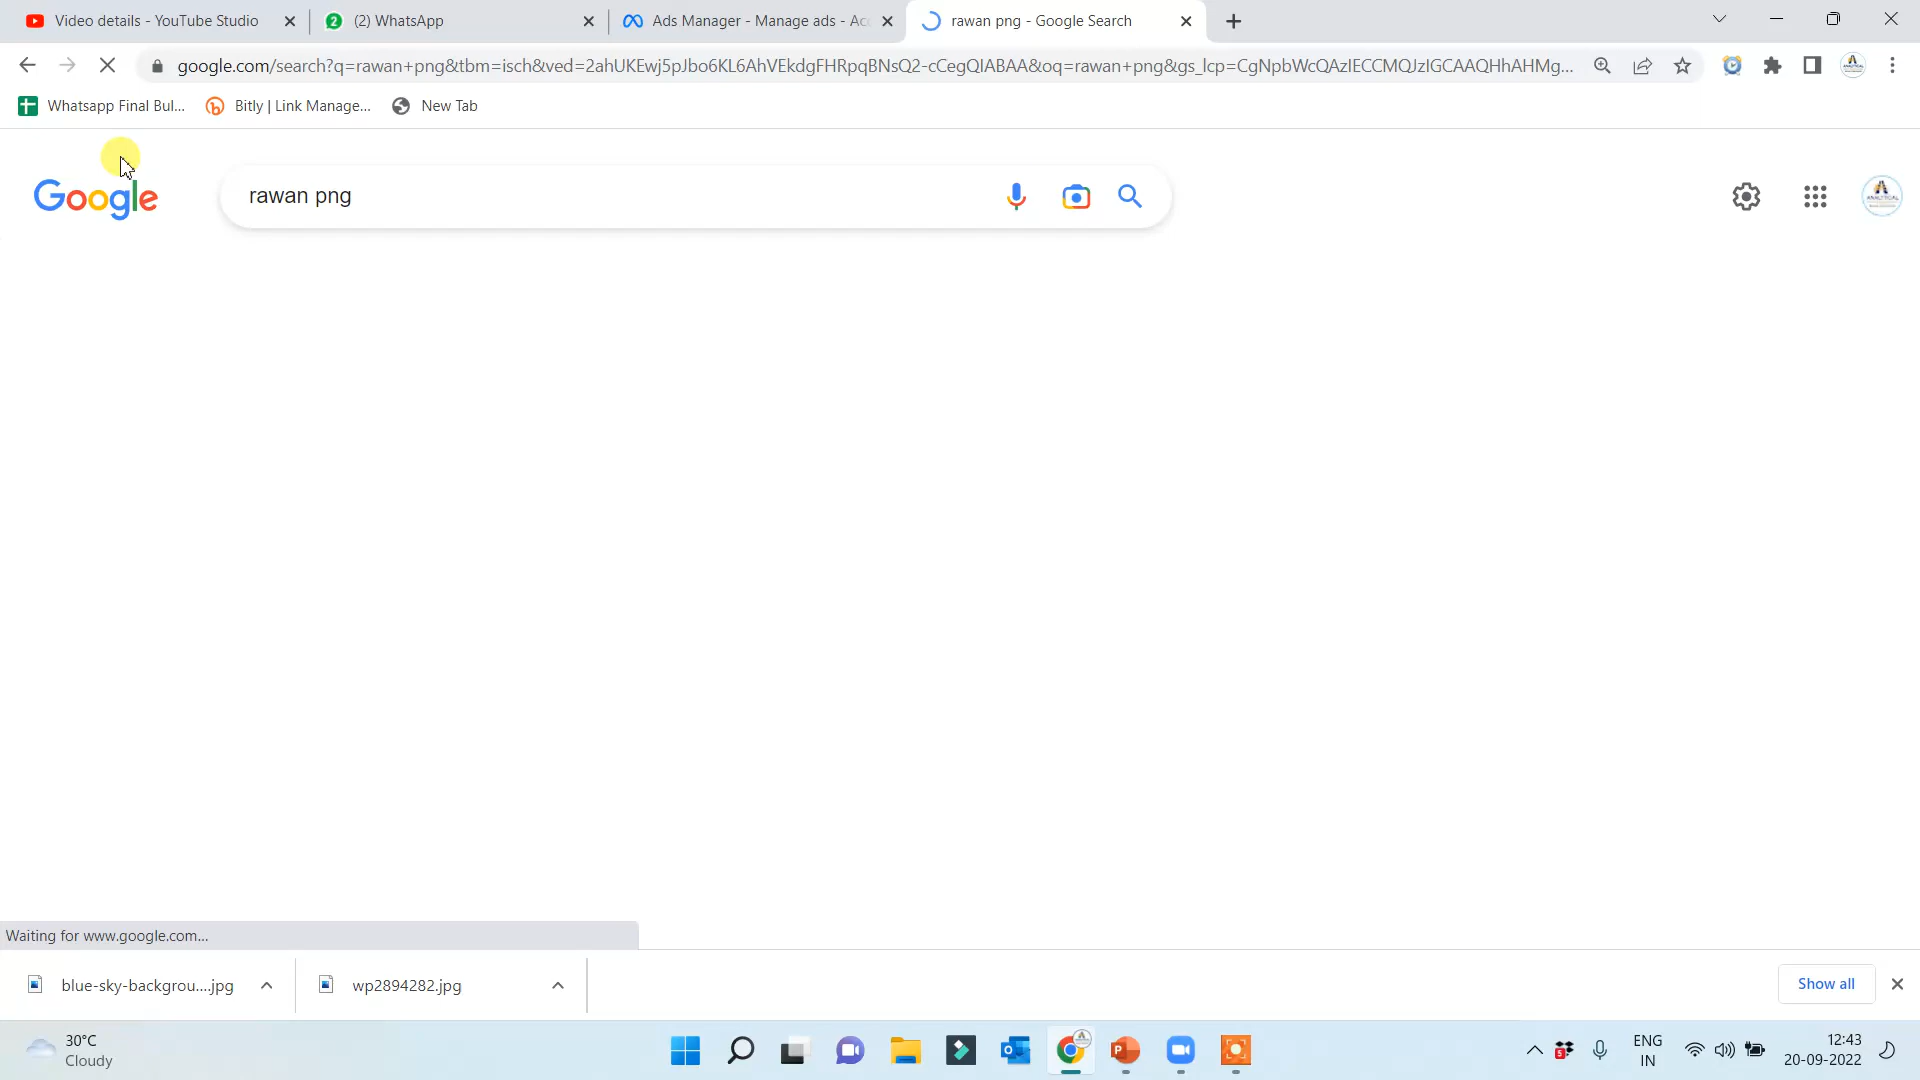 Video details - YouTube Studio
2 (2) WhatsApp
Ads Manager - Manage ads - Ac
rawan png - Google Search
google.com/search?q=rawan+png&tbm=isch&ved=2ahUKEwj5pJbo6KL6AhVEkdgFHRpqBNsQ2-cCegQIABAA&oq=rawan+png&gs_lcp=CgNpbWcQAzIECCMQJzIGCAAQHhAHMg...
Whatsapp Final Bul...
Bitly | Link Manage...
New Tab
Google
rawan png
ANALYTICAL
Waiting for www.google.com...
blue-sky-backgrou....jpg
wp2894282.jpg
Show all
30°C
Cloudy
5
ENG
IN
12:43
20-09-2022